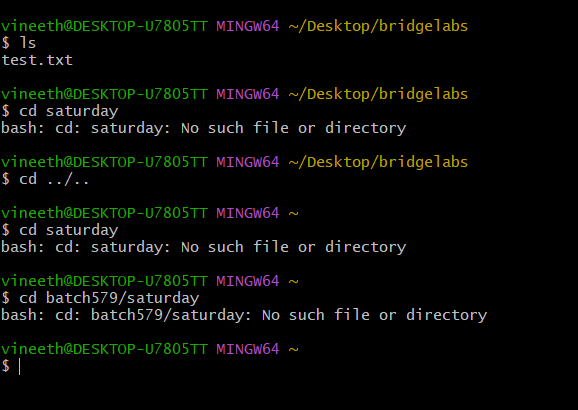 vineeth@DESKTOP-U7805TT MINGW64 ~/Desktop/bridgelabs
$ ls
test.txt
vineeth@DESKTOP-U7805TT MINGW64 ~/Desktop/bridgelabs
$ cd saturday
bash: cd: saturday: No such file or directory
vineeth@DESKTOP-U7805TT MINGW64 ~/Desktop/bridgelabs
$ cd ../..
vineeth@DESKTOP-U7805TT MINGW64 ~
$ cd saturday
bash: cd: saturday: No such file or directory
vineeth@DESKTOP-U7805TT MINGW64 ~
$ cd batch579/saturday
bash: cd: batch579/saturday: No such file or directory
vineeth@DESKTOP-U7805TT MINGW64 ~
$